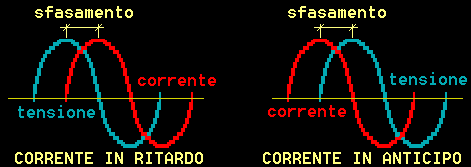 sfasamento
corrente
tensione
CORRENTE IN RITARDO
sfasamento
tensione
corrente
CORRENTE IN ANTICIPO